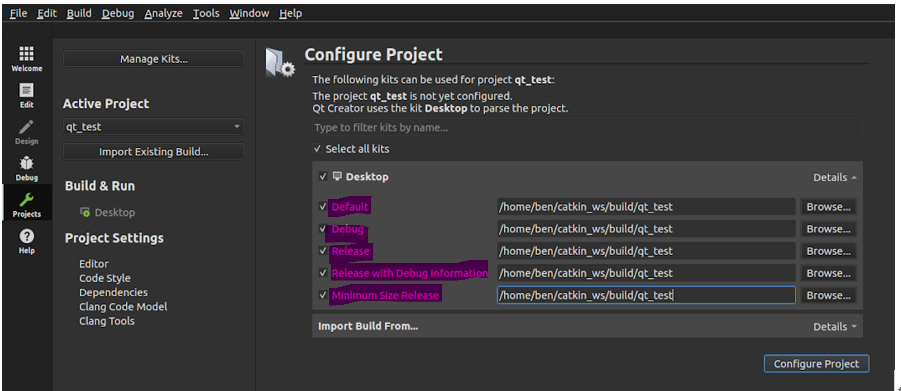 File Edit Build Debug Analyze Tools Window Help
Welcome
Edit
Design
Debug
Projects
Help
Manage Kits...
Active Project
qt_test
Import Existing Build...
Build & Run
Desktop
Project Settings
Editor
Code Style
Dependencies
Clang Code Model
Clang Tools
Configure Project
The following kits can be used for project qt_test:
The project qt_test is not yet configured.
Qt Creator uses the kit Desktop to parse the project.
Type to filter kits by name...
Select all kits
Desktop Details
Default /home/ben/catkin_ws/build/qt_test Browse...
Debug /home/ben/catkin_ws/build/qt_test Browse...
Release /home/ben/catkin_ws/build/qt_test Browse...
Release with Debug Information /home/ben/catkin_ws/build/qt_test Browse...
Minimum Size Release /home/ben/catkin_ws/build/qt_test Browse...
Import Build From... Details
Configure Project